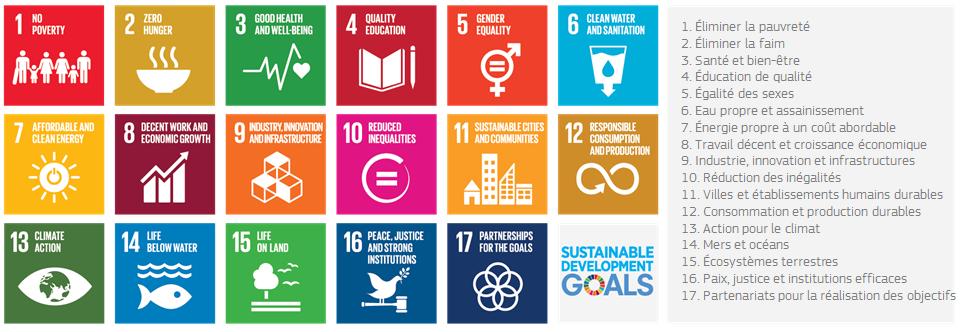 1 NO
POVERTY
2 ZERO
HUNGER
3 GOOD HEALTH
AND WELL-BEING
4 QUALITY
EDUCATION
5 GENDER
EQUALITY
6 CLEAN WATER
AND SANITATION
7 AFFORDABLE AND
CLEAN ENERGY
8 DECENT WORK AND
ECONOMIC GROWTH
9 INDUSTRY, INNOVATION
AND INFRASTRUCTURE
10 REDUCED
INEQUALITIES
11 SUSTAINABLE CITIES
AND COMMUNITIES
12 RESPONSIBLE
CONSUMPTION
AND PRODUCTION
13 CLIMATE
ACTION
14 LIFE
BELOW WATER
15 LIFE
ON LAND
16 PEACE, JUSTICE
AND STRONG
INSTITUTIONS
17 PARTNERSHIPS
FOR THE GOALS
SUSTAINABLE
DEVELOPMENT
GOALS
1. Éliminer la pauvreté
2. Éliminer la faim
3. Santé et bien-être
4. Éducation de qualité
5. Égalité des sexes
6. Eau propre et assainissement
7. Énergie propre à un coût abordable
8. Travail décent et croissance économique
9. Industrie, innovation et infrastructures
10. Réduction des inégalités
11. Villes et établissements humains durables
12. Consommation et production durables
13. Action pour le climat
14. Mers et océans
15. Écosystèmes terrestres
16. Paix, justice et institutions efficaces
17. Partenariats pour la réalisation des objectifs